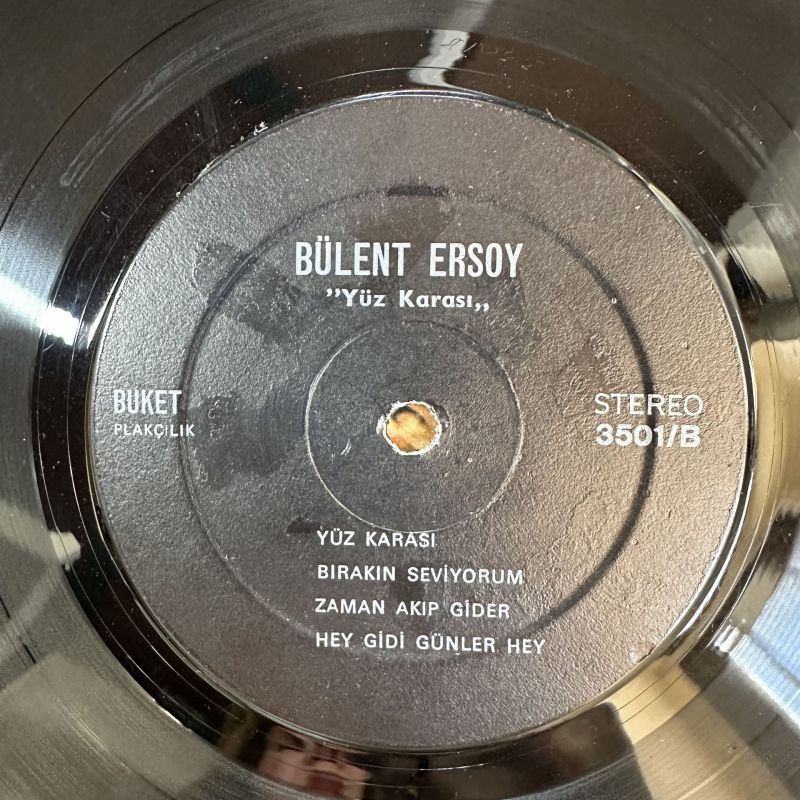 BÜLENT ERSOY
"Yüz Karası,,
BUKET
PLAKÇILIK
STEREO
3501/B
YÜZ KARASI
BIRAKIN SEVİYORUM
ZAMAN AKIP GİDER
HEY GİDİ GÜNLER HEY